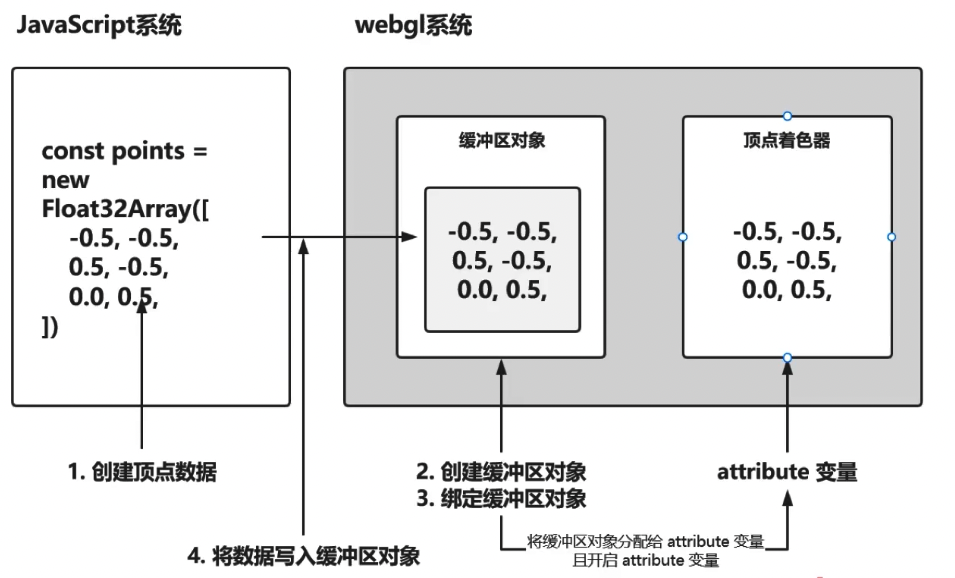 JavaScript系统
webgl系统
const points =
new
Float32Array([
-0.5, -0.5,
0.5, -0.5,
0.0, 0.5,
])
缓冲区对象
-0.5, -0.5,
0.5, -0.5,
0.0, 0.5,
顶点着色器
-0.5, -0.5,
0.5, -0.5,
0.0, 0.5,
1. 创建顶点数据
2. 创建缓冲区对象
3. 绑定缓冲区对象
attribute 变量
4. 将数据写入缓冲区对象
将缓冲区对象分配给 attribute 变量
且开启 attribute 变量